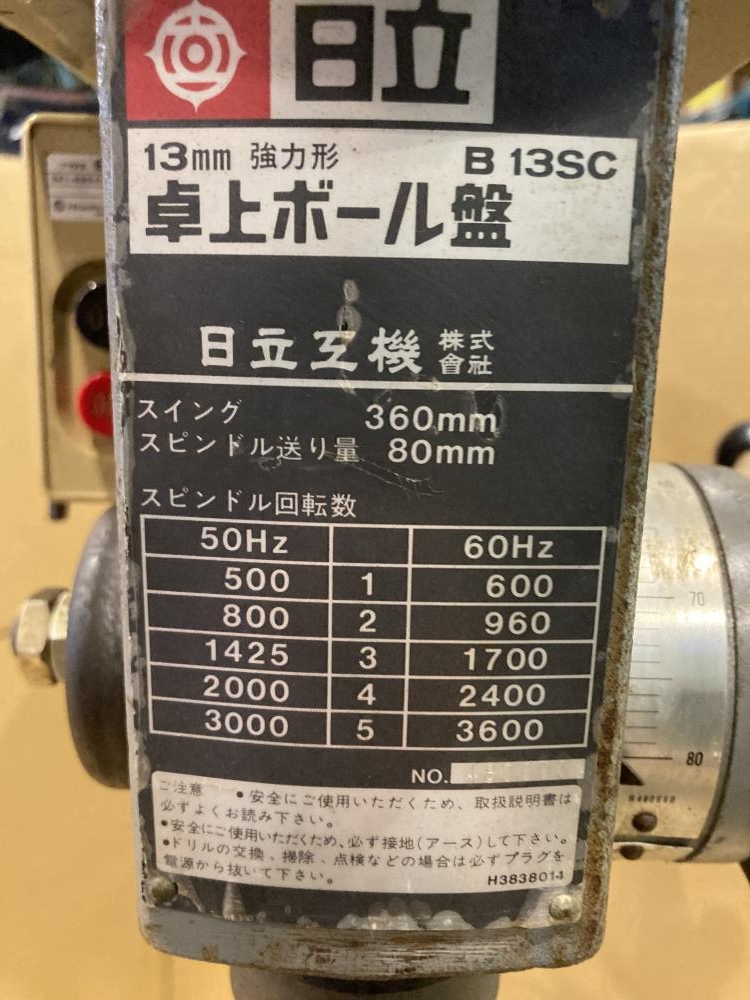 日立
13mm 強力形 B 13SC
卓上ボール盤
日立工機 株式會社
スイング 360mm
スピンドル送り量 80mm
スピンドル回転数
50Hz 60Hz
500 1 600
800 2 960
1425 3 1700
2000 4 2400
3000 5 3600
NO.
70
80
ご注意 •安全にご使用いただくため、取扱説明書は
必ずよくお読み下さい。
•安全にご使用いただくため、必ず接地(アース)して下さい。
•ドリルの交換、掃除、点検などの場合は必ずプラグを
電源から抜いて下さい。
H3838014